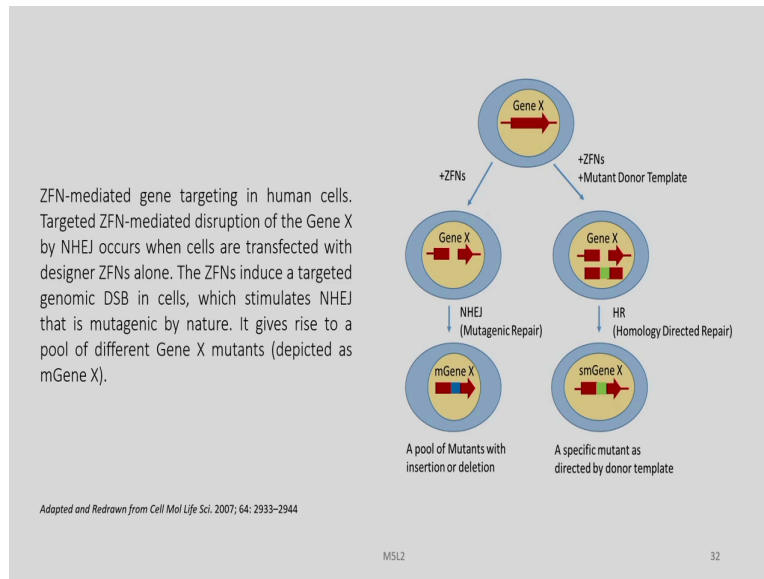 ZFN-mediated gene targeting in human cells.
Targeted ZFN-mediated disruption of the Gene X
by NHEJ occurs when cells are transfected with
designer ZFNs alone. The ZFNs induce a targeted
genomic DSB in cells, which stimulates NHEJ
that is mutagenic by nature. It gives rise to a
pool of different Gene X mutants (depicted as
mGene X).
Adapted and Redrawn from Cell Mol Life Sci. 2007; 64: 2933–2944
Gene X
+ZFNs
+ZFNs
+Mutant Donor Template
Gene X
Gene X
NHEJ
(Mutagenic Repair)
HR
(Homology Directed Repair)
mGene X
smGene X
A pool of Mutants with
insertion or deletion
A specific mutant as
directed by donor template
M5L2
32